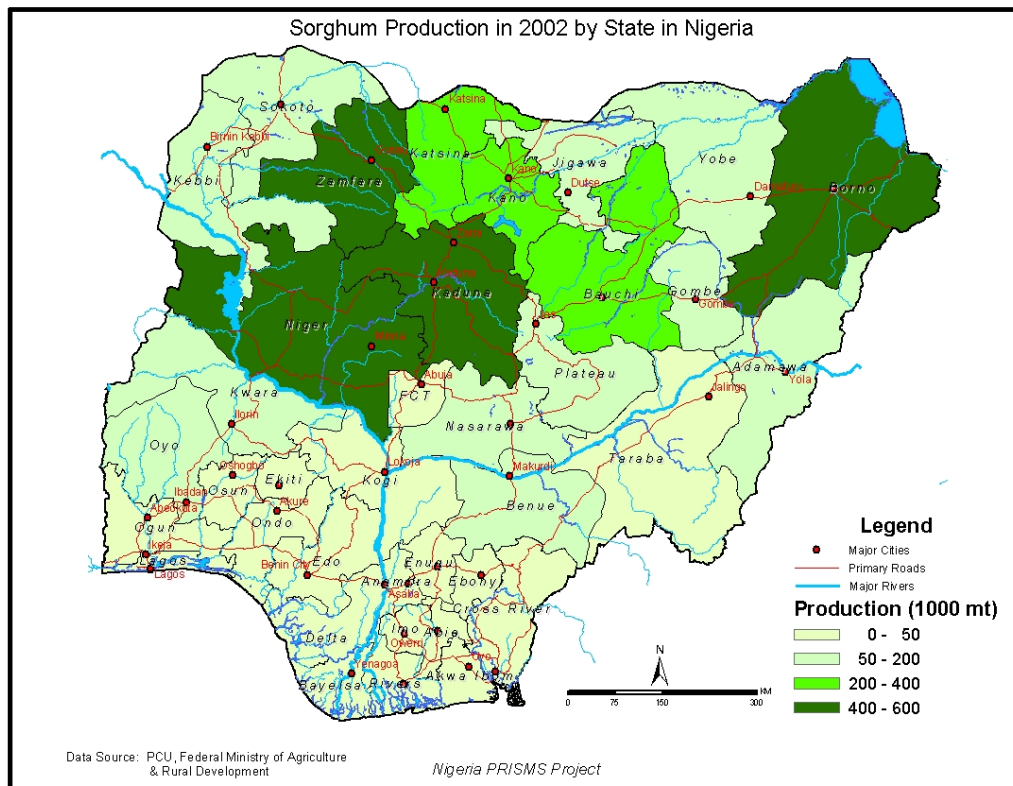 Sorghum Production in 2002 by State in Nigeria
Katsina
Sokoto
Birnin Kebbi
Katsina
Jigawa
Yobe
Kano
Kebbi
Zamfara
Kano
Dutse
Damaturu
Borno
Zaria
Kaduna
Kaduna
Bauchi
Gombe
Gombe
Niger
Jos
Minna
Plateau
Adamawa
Abuja
Yola
Kwara
FCT
Jalingo
Ilorin
Nasarawa
Oyo
Taraba
Oshogbo
Lokoja
Makurdi
Kogi
Ekiti
Osun
Ibadan
Akure
Benue
Abeokuta
Ondo
Ogun
Ikeja
Lagos
Lagos
Benin City
Edo
Enugu
Anambra
Ebonyi
Asaba
Cross River
Imo
Abia
Delta
Owerri
Uyo
Yenagoa
Akwa Ibom
Bayelsa
Rivers
Legend
Major Cities
Primary Roads
Major Rivers
Production (1000 mt)
0 - 50
50 - 200
200 - 400
400 - 600
N
KM
0 75 150 300
Data Source: PCU, Federal Ministry of Agriculture
& Rural Development
Nigeria PRISMS Project